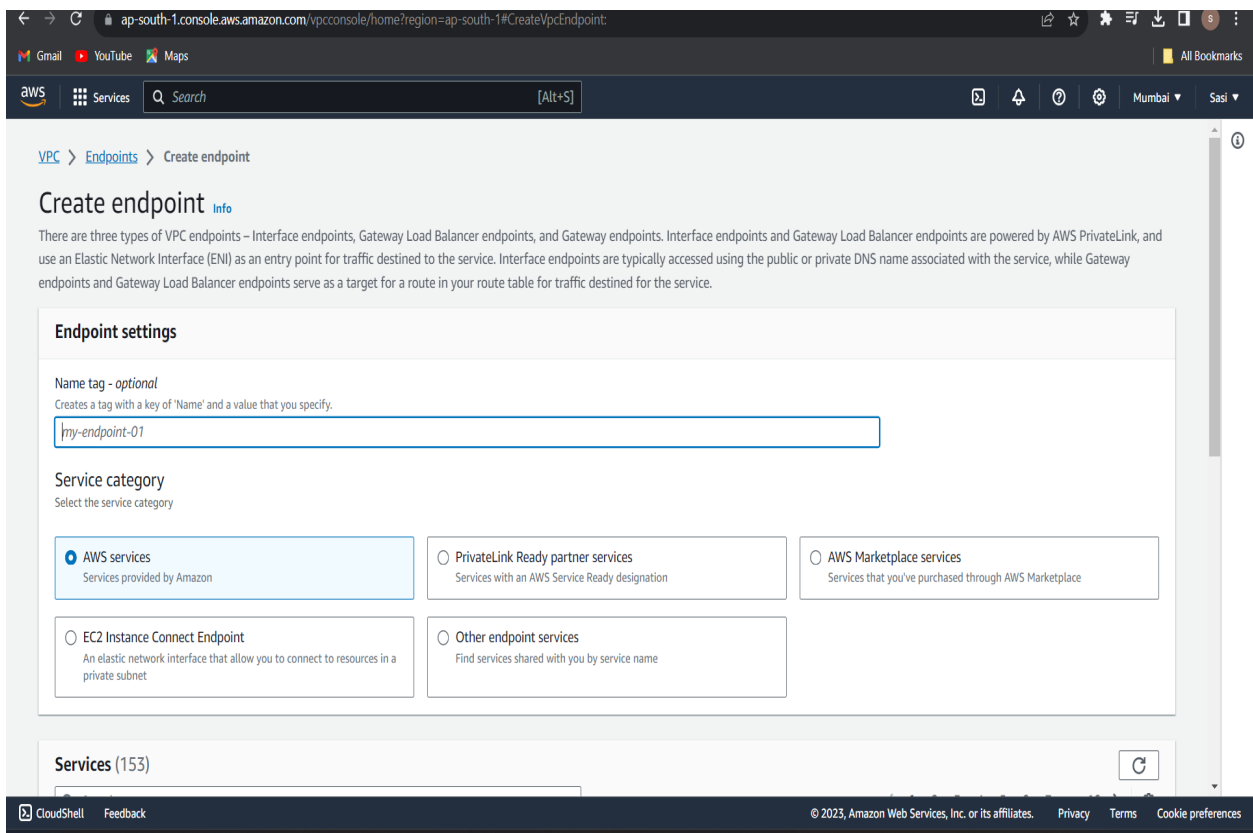 ap-south-1.console.aws.amazon.com/vpcconsole/home?region=ap-south-1#CreateVpcEndpoint:
S
Gmail YouTube Maps All Bookmarks
aws Services Search [Alt+S] Mumbai ▼ Sasi ▼
VPC > Endpoints > Create endpoint
Create endpoint Info
There are three types of VPC endpoints – Interface endpoints, Gateway Load Balancer endpoints, and Gateway endpoints. Interface endpoints and Gateway Load Balancer endpoints are powered by AWS PrivateLink, and
use an Elastic Network Interface (ENI) as an entry point for traffic destined to the service. Interface endpoints are typically accessed using the public or private DNS name associated with the service, while Gateway
endpoints and Gateway Load Balancer endpoints serve as a target for a route in your route table for traffic destined for the service.
Endpoint settings
Name tag - optional
Creates a tag with a key of 'Name' and a value that you specify.
my-endpoint-01
Service category
Select the service category
AWS services
Services provided by Amazon
PrivateLink Ready partner services
Services with an AWS Service Ready designation
AWS Marketplace services
Services that you've purchased through AWS Marketplace
EC2 Instance Connect Endpoint
An elastic network interface that allow you to connect to resources in a
private subnet
Other endpoint services
Find services shared with you by service name
Services (153)
CloudShell Feedback © 2023, Amazon Web Services, Inc. or its affiliates. Privacy Terms Cookie preferences